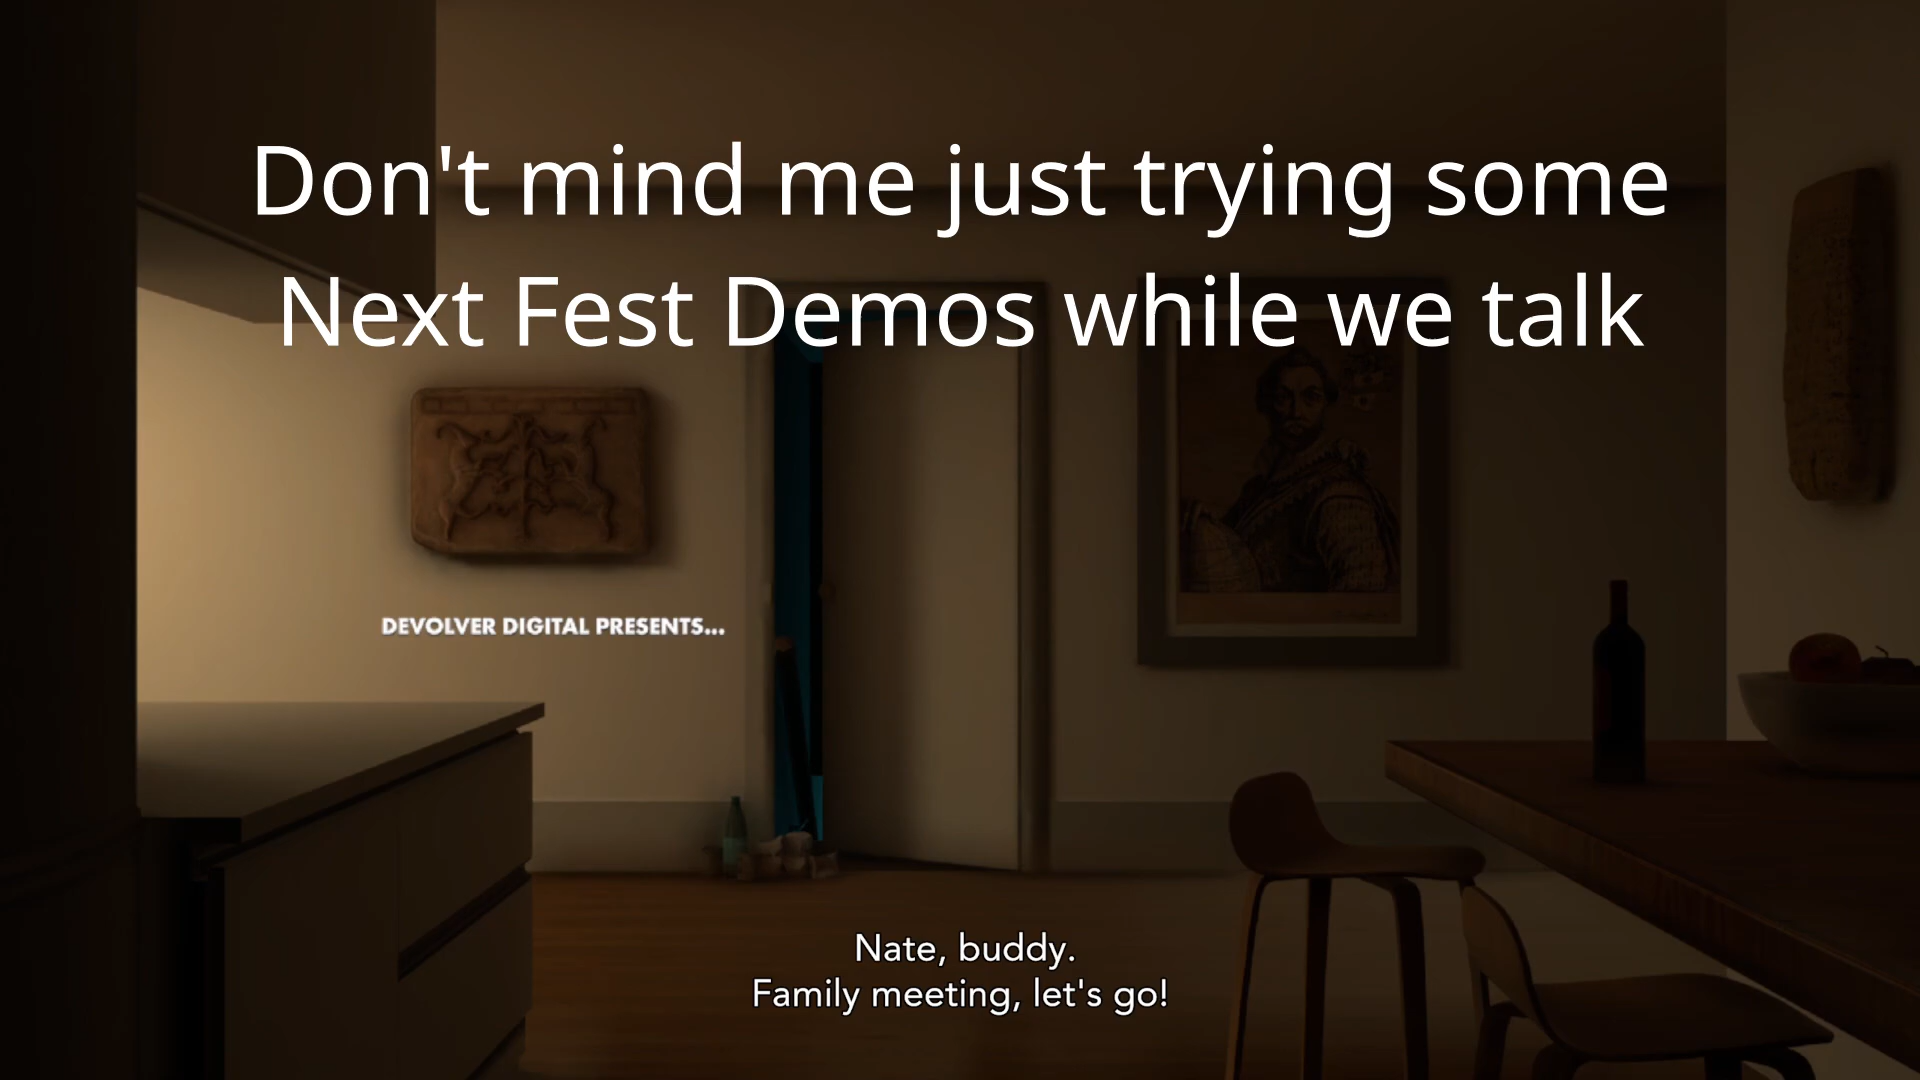 Don't mind me just trying some
Next Fest Demos while we talk
DEVOLVER DIGITAL PRESENTS...
Nate, buddy.
Family meeting, let's go!